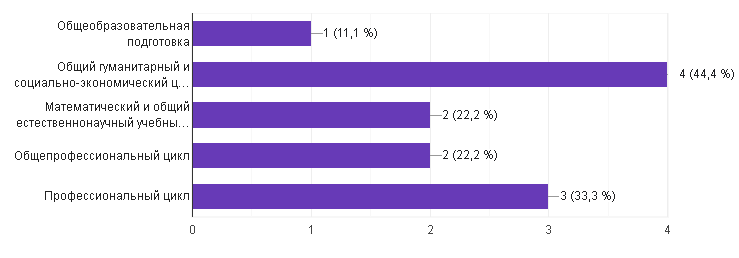 Общеобразовательная
подготовка
1 (11,1 %)
Общий гуманитарный и
социально-экономический ц…
4 (44,4 %)
Математический и общий
естественнонаучный учебны…
2 (22,2 %)
Общепрофессиональный цикл
2 (22,2 %)
Профессиональный цикл
3 (33,3 %)
0 1 2 3 4